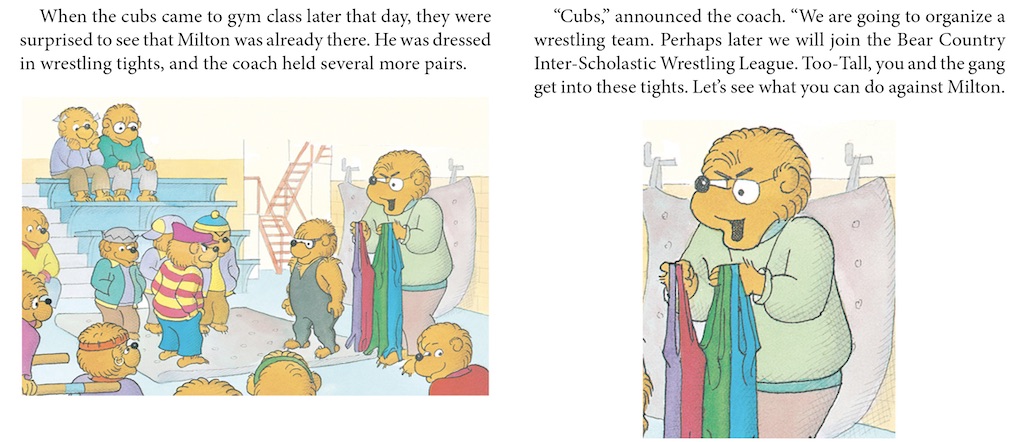 When the cubs came to gym class later that day, they were
surprised to see that Milton was already there. He was dressed
in wrestling tights, and the coach held several more pairs.
“Cubs,” announced the coach. “We are going to organize a
wrestling team. Perhaps later we will join the Bear Country
Inter-Scholastic Wrestling League. Too-Tall, you and the gang
get into these tights. Let’s see what you can do against Milton.